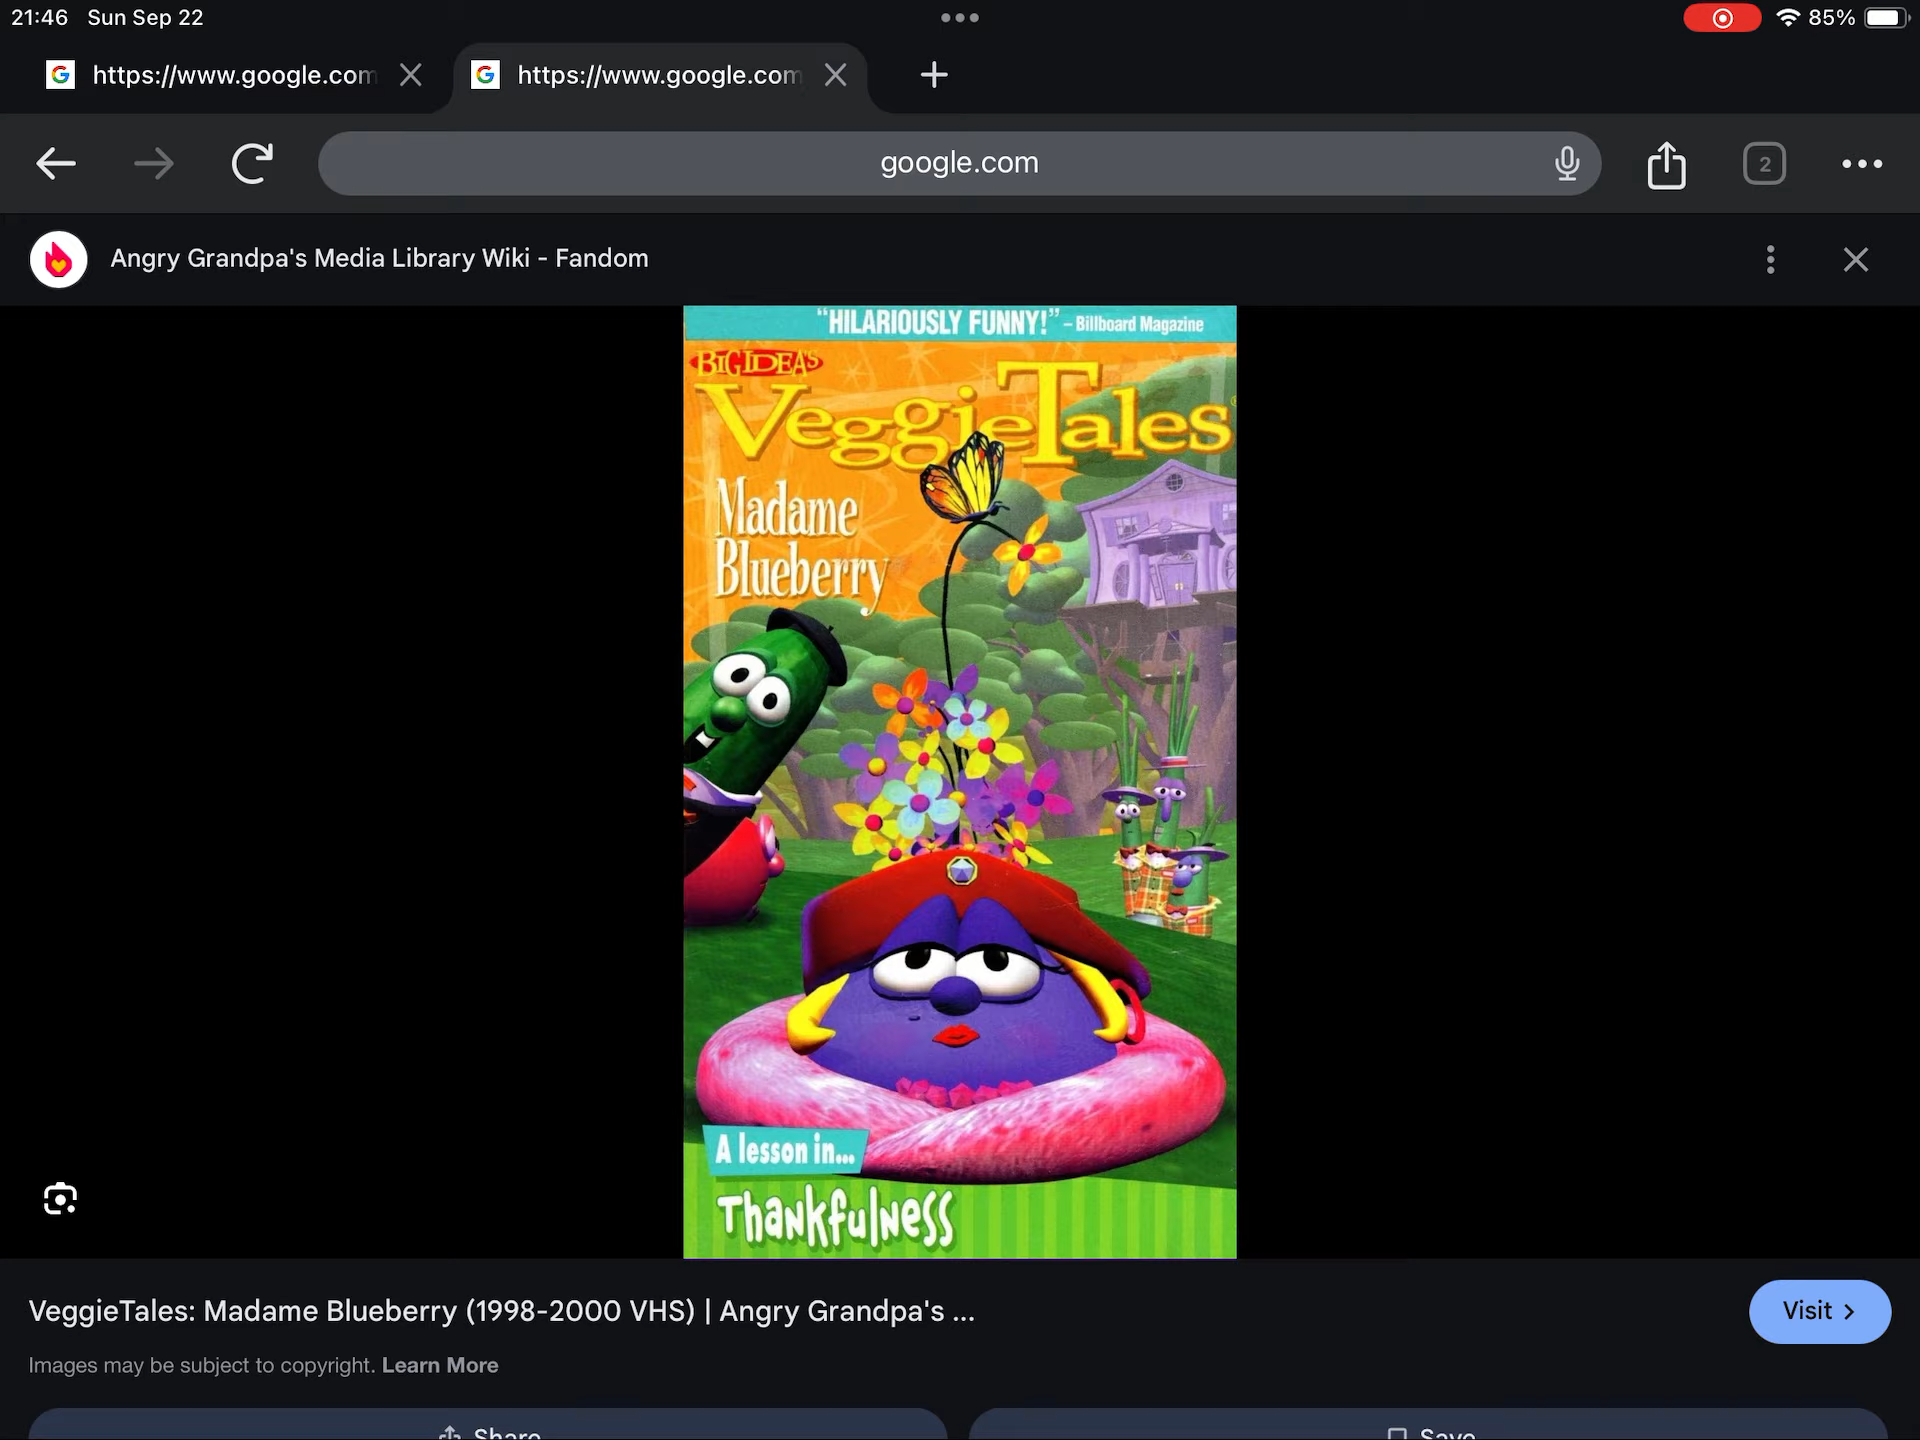 21:46 Sun Sep 22
85%
https://www.google.com
https://www.google.com
google.com
2
Angry Grandpa's Media Library Wiki - Fandom
"HILARIOUSLY FUNNY!" – Billboard Magazine
BIG IDEA'S
VeggieTales
Madame
Blueberry
A lesson in...
Thankfulness
VeggieTales: Madame Blueberry (1998-2000 VHS) | Angry Grandpa's ...
Visit
Images may be subject to copyright. Learn More
Share
Save